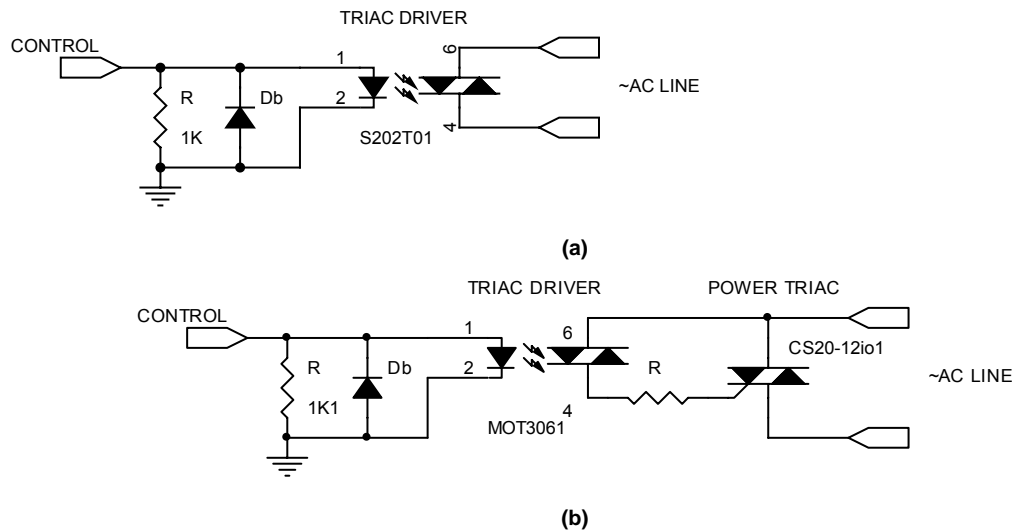 TRIAC DRIVER
CONTROL
1
6
R
Db
~AC LINE
1K
2
4
S202T01
(a)
TRIAC DRIVER
POWER TRIAC
CONTROL
1
6
CS20-12io1
R
Db
2
R
~AC LINE
1K1
4
MOT3061
(b)